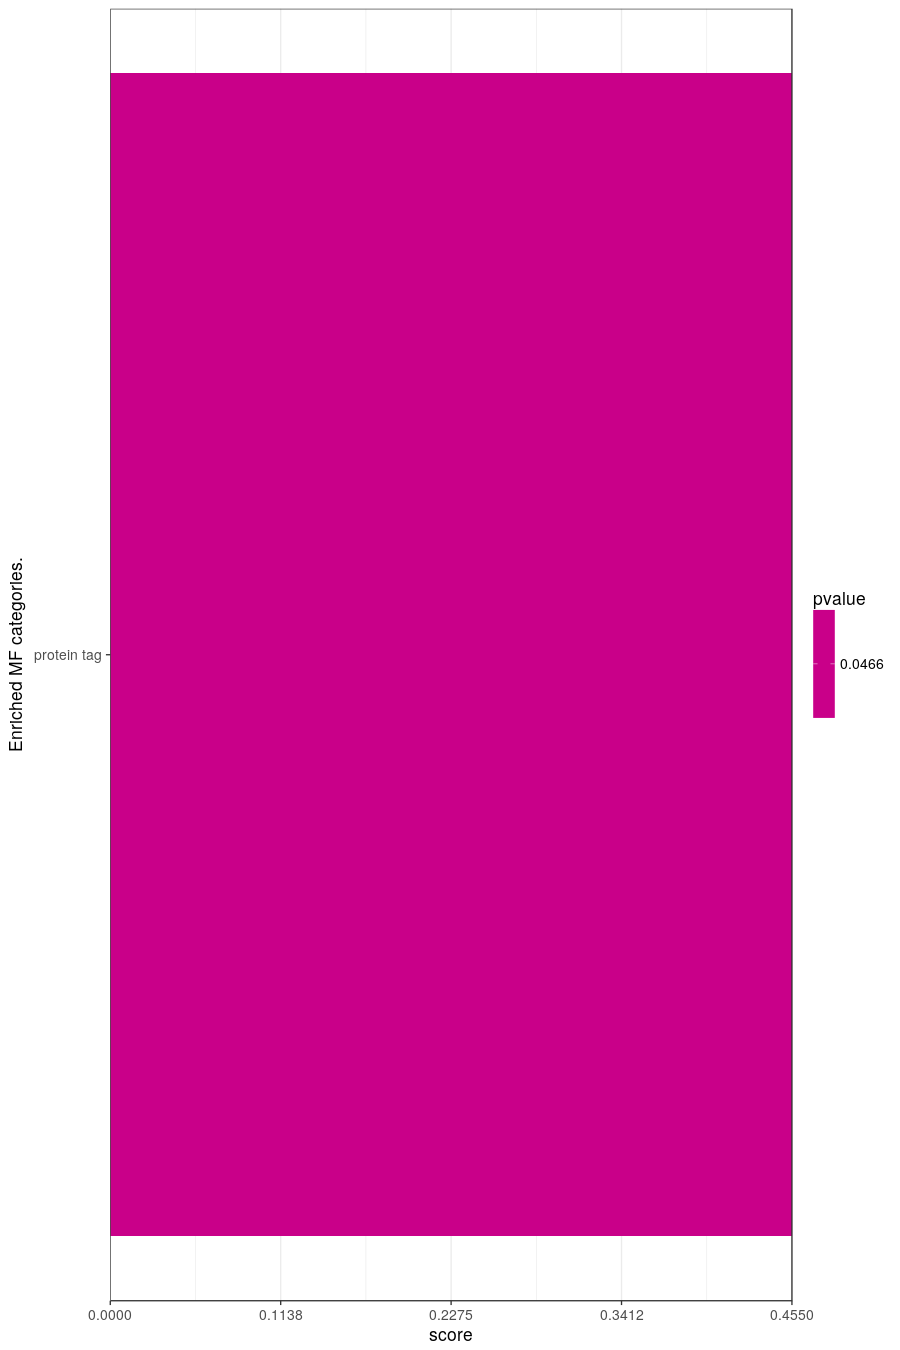 Enriched MF categories.
protein tag
0.0000 0.1138 0.2275 0.3412 0.4550
score
pvalue
0.0466